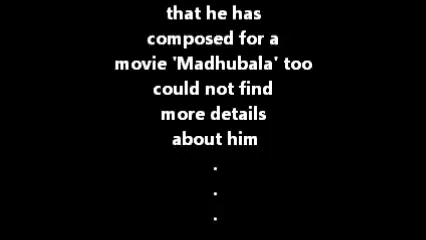 that he has
composed for a
movie 'Madhubala' too
could not find
more details
about him
.
.
.